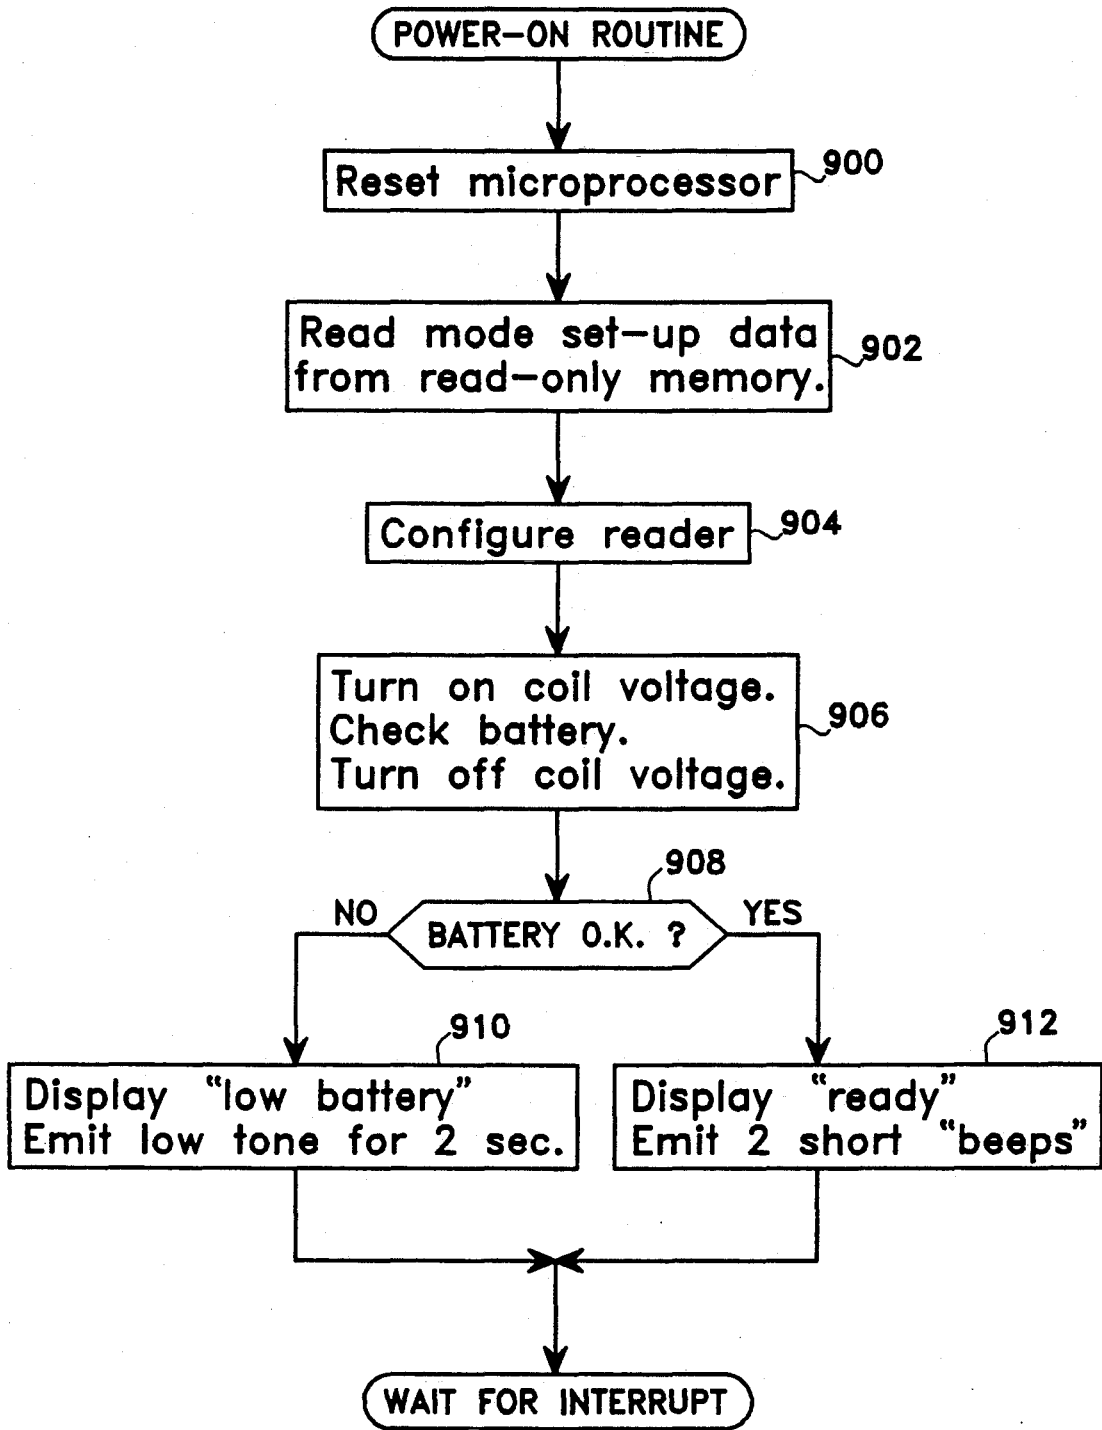 POWER-ON ROUTINE
Reset microprocessor
900
Read mode set-up data
from read-only memory.
902
Configure reader
904
Turn on coil voltage.
Check battery.
Turn off coil voltage.
906
908
NO
BATTERY O.K. ?
YES
910
Display “low battery”
Emit low tone for 2 sec.
912
Display “ready”
Emit 2 short “beeps”
WAIT FOR INTERRUPT